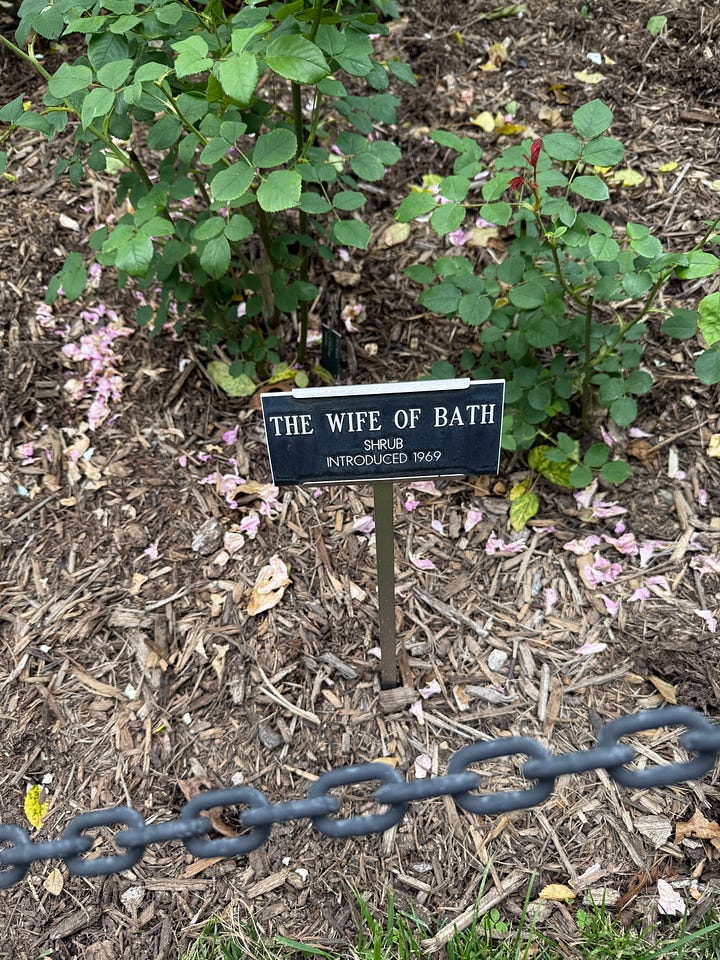 THE WIFE OF BATH
SHRUB
INTRODUCED 1969